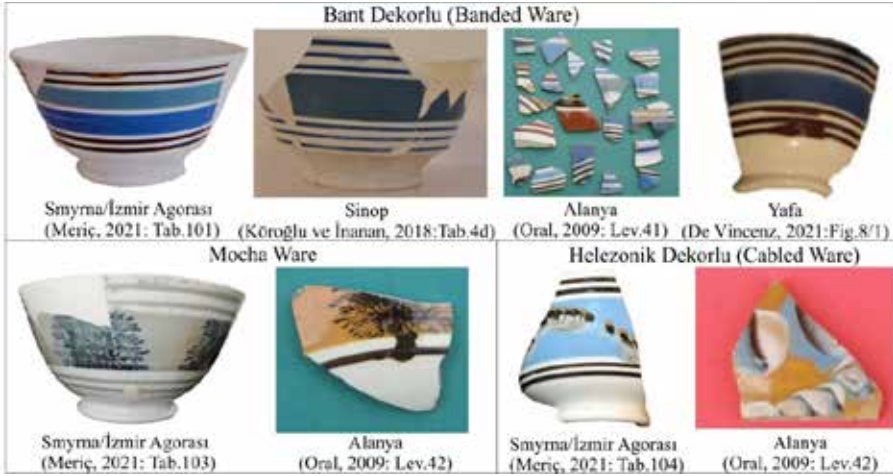 Bant Dekorlu (Banded Ware)
Smyrna/İzmir Agorası
(Meriç, 2021: Tab.101)
Sinop
(Köroğlu ve İnanan, 2018:Tab.4d)
Alanya
(Oral, 2009: Lev.41)
Yafa
(De Vincenz, 2021:Fig.8/1)
Mocha Ware
Smyrna/İzmir Agorası
(Meriç, 2021: Tab.103)
Alanya
(Oral, 2009: Lev.42)
Helezonik Dekorlu (Cabled Ware)
Smyrna/İzmir Agorası
(Meriç, 2021: Tab.104)
Alanya
(Oral, 2009: Lev.42)